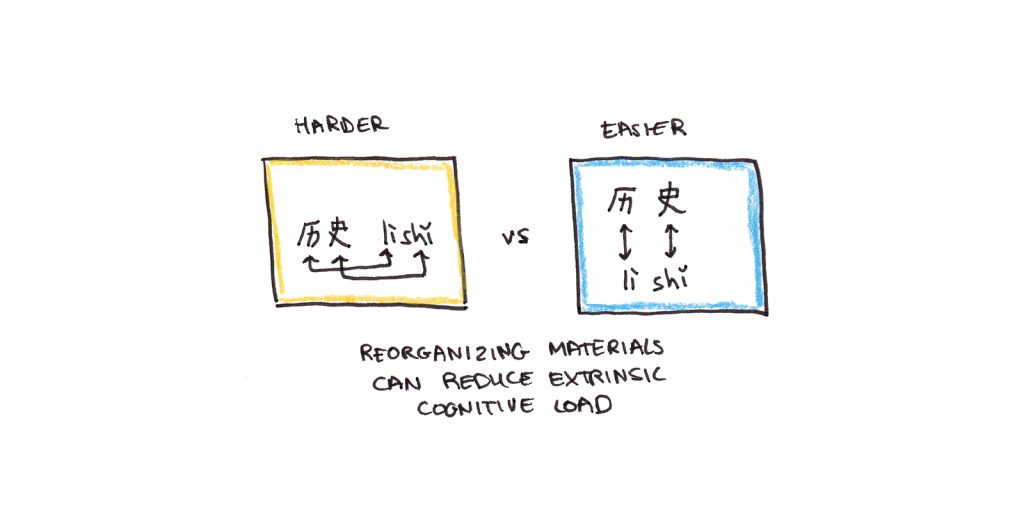 HARDER
EASIER
历史 lìshǐ
vs
历 史
lì shǐ
REORGANIZING MATERIALS
CAN REDUCE EXTRINSIC
COGNITIVE LOAD